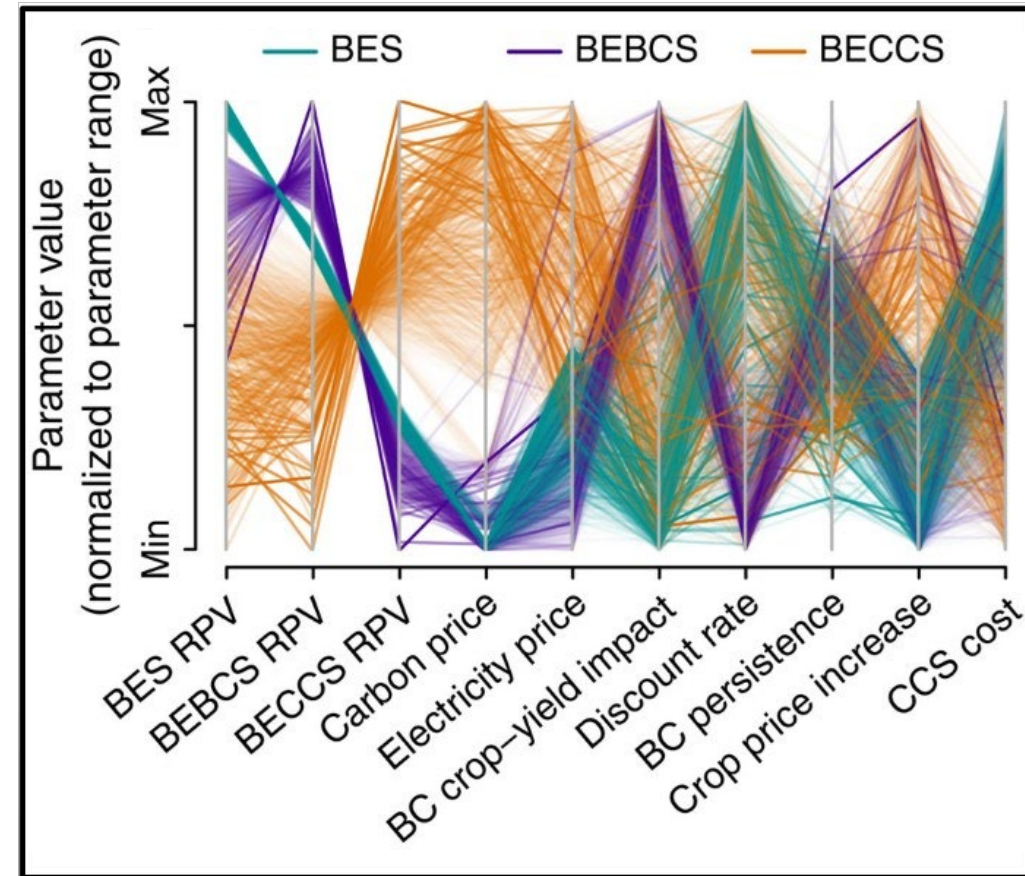 BES
BEBCS
BECCS
Parameter value
(normalized to parameter range)
Max
Min
BES RPV
BEBCS RPV
BECCS RPV
Carbon price
Electricity price
BC crop–yield impact
Discount rate
BC persistence
Crop price increase
CCS cost